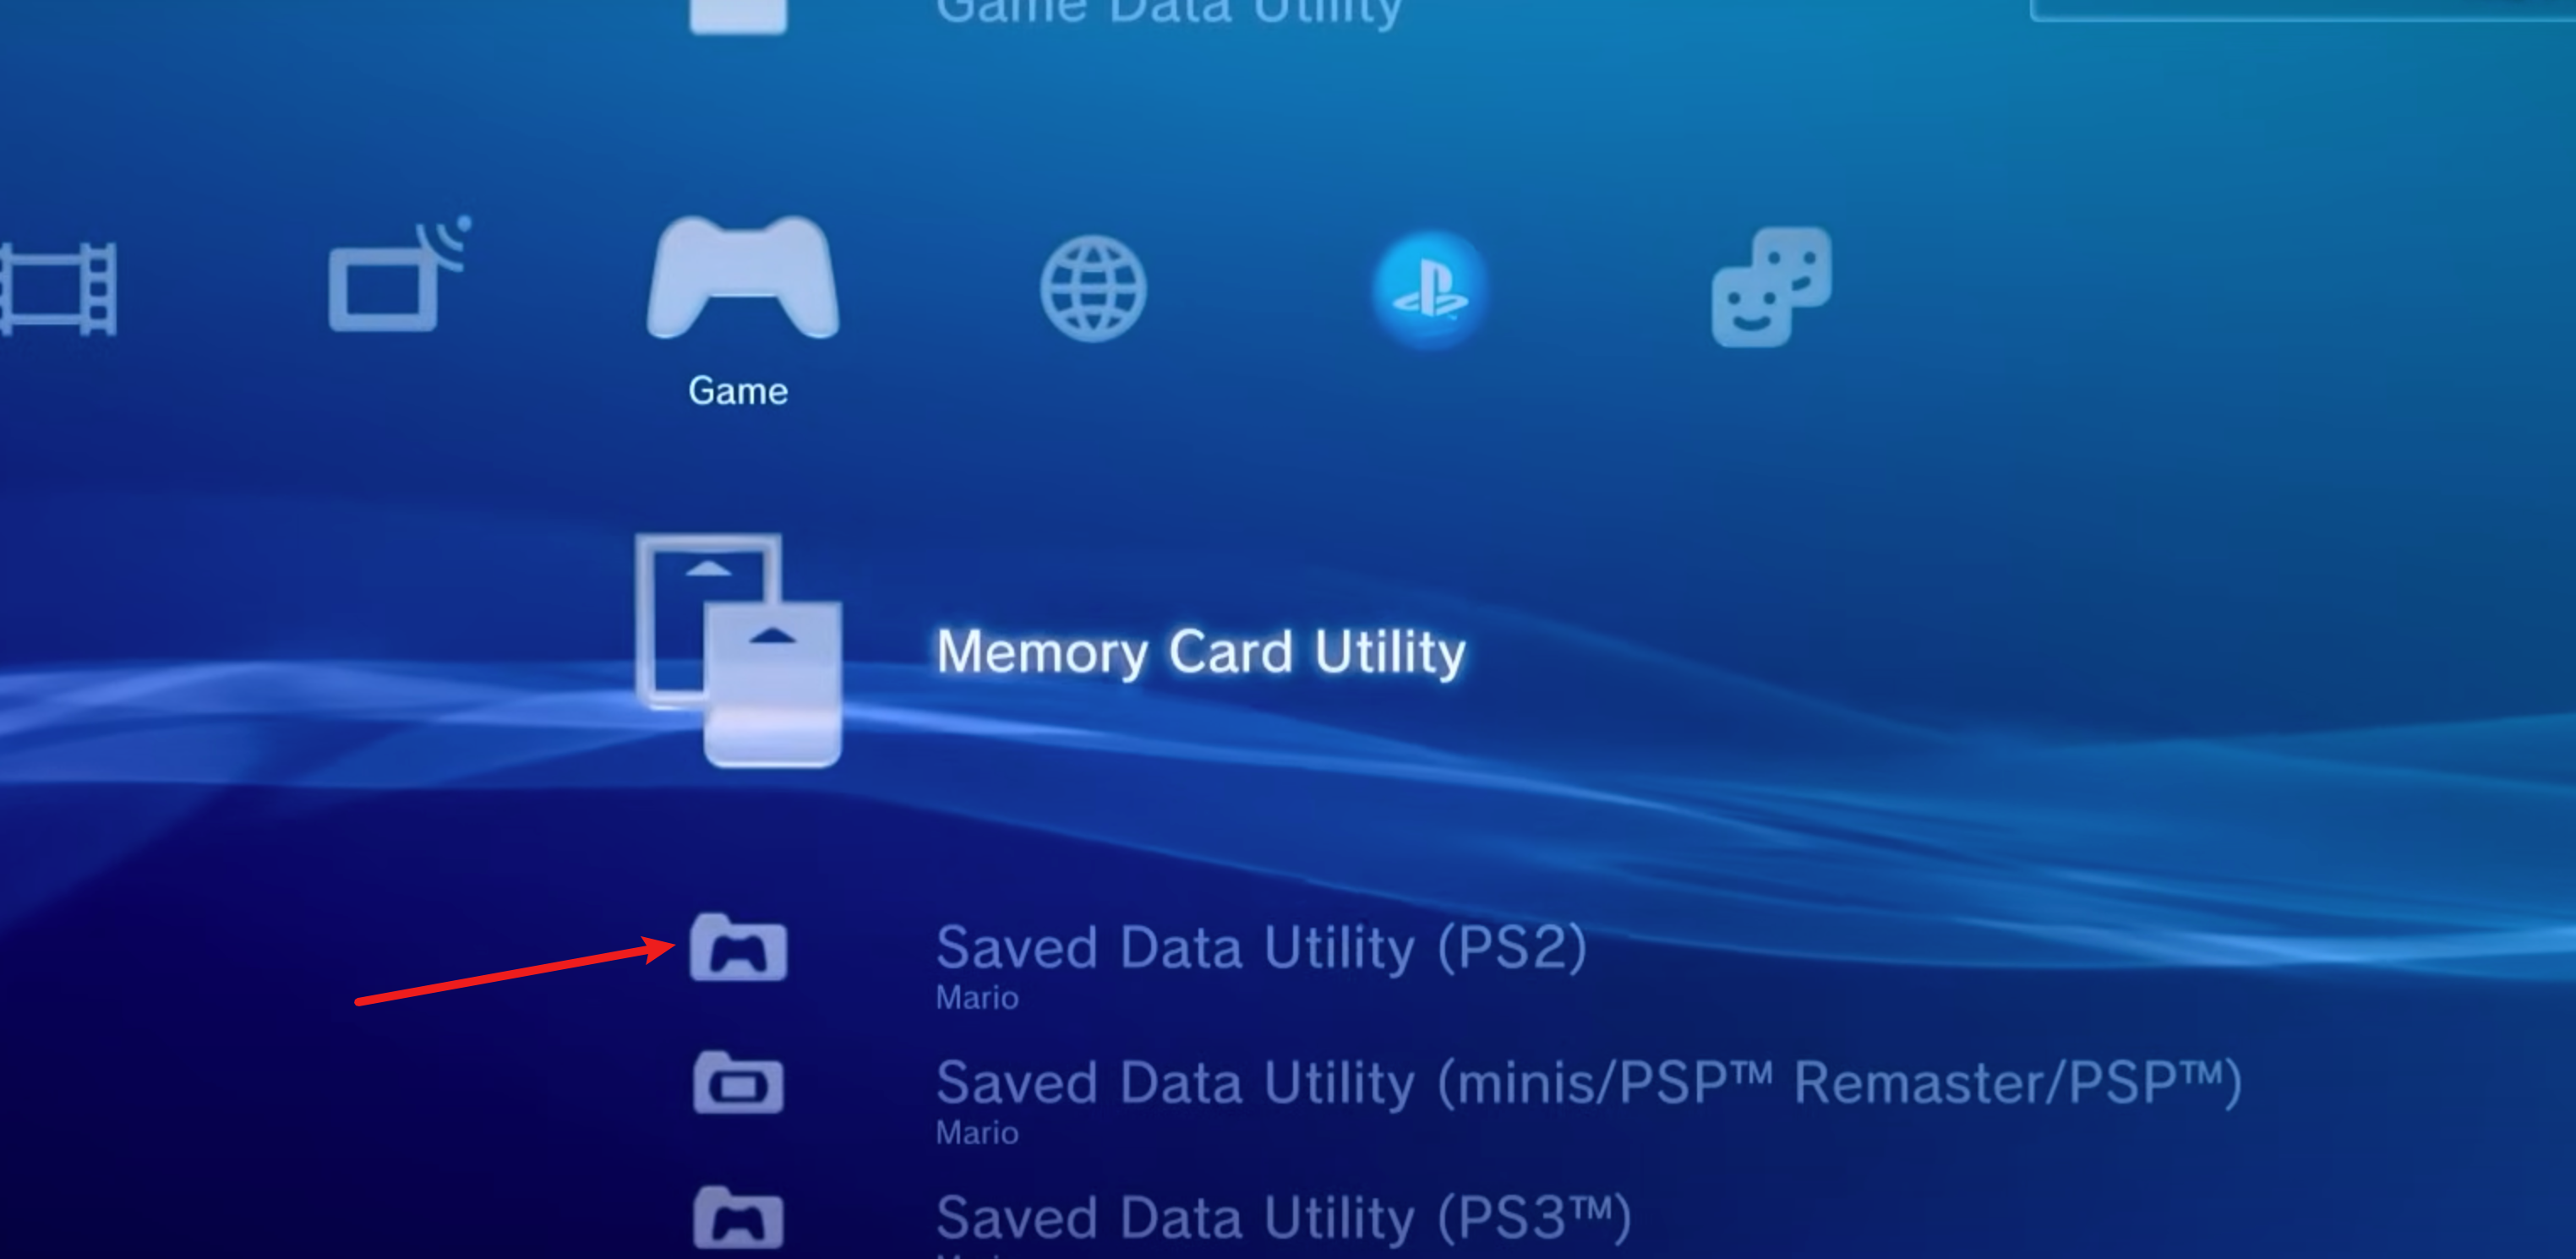 Game Data Utility
Game
Memory Card Utility
Saved Data Utility (PS2)
Mario
Saved Data Utility (minis/PSP™ Remaster/PSP™)
Mario
Saved Data Utility (PS3™)